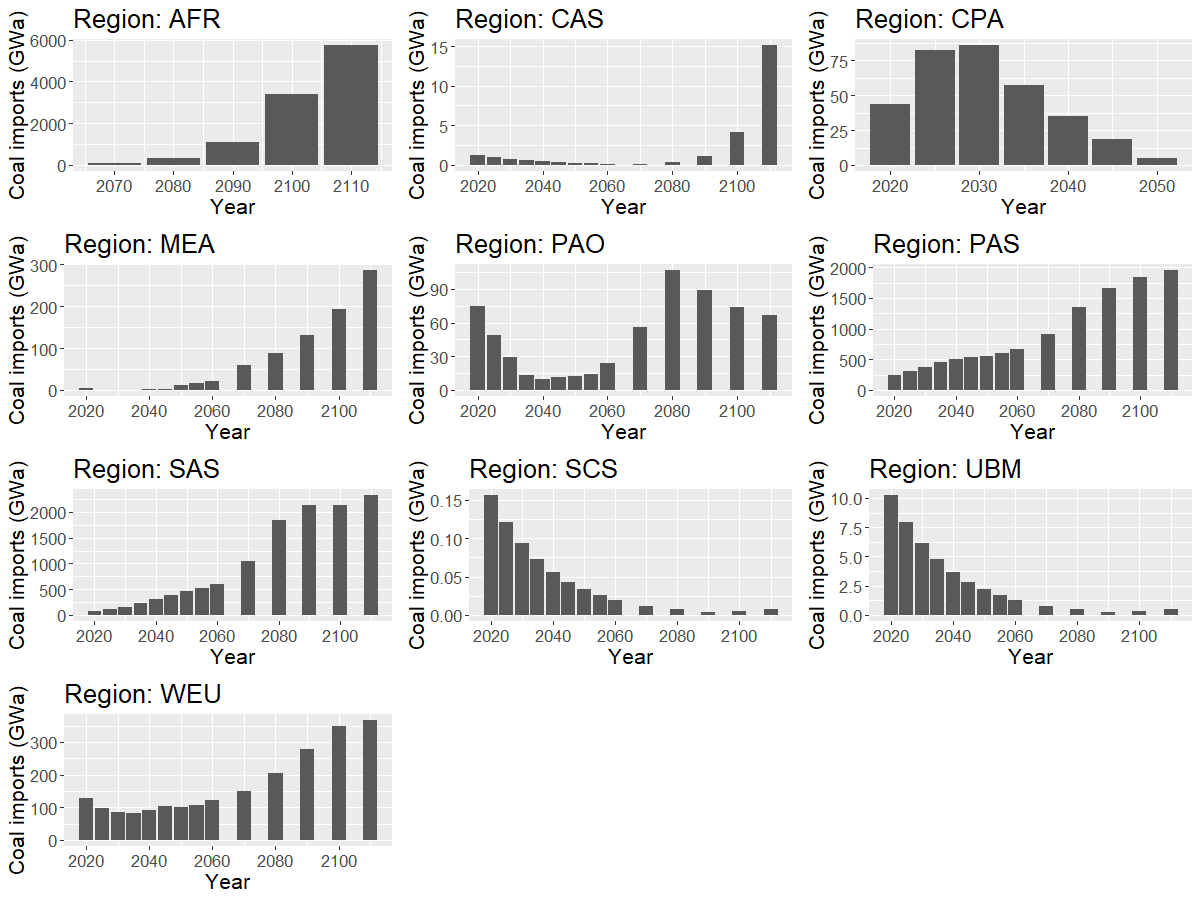 Region: AFR
Coal imports (GWa)
6000
4000
2000
0
2070 2080 2090 2100 2110
Year
Region: CAS
Coal imports (GWa)
15
10
5
0
2020 2040 2060 2080 2100
Year
Region: CPA
Coal imports (GWa)
75
50
25
0
2020 2030 2040 2050
Year
Region: MEA
Coal imports (GWa)
300
200
100
0
2020 2040 2060 2080 2100
Year
Region: PAO
Coal imports (GWa)
90
60
30
0
2020 2040 2060 2080 2100
Year
Region: PAS
Coal imports (GWa)
2000
1500
1000
500
0
2020 2040 2060 2080 2100
Year
Region: SAS
Coal imports (GWa)
2000
1500
1000
500
0
2020 2040 2060 2080 2100
Year
Region: SCS
Coal imports (GWa)
0.15
0.10
0.05
0.00
2020 2040 2060 2080 2100
Year
Region: UBM
Coal imports (GWa)
10.0
7.5
5.0
2.5
0.0
2020 2040 2060 2080 2100
Year
Region: WEU
Coal imports (GWa)
300
200
100
0
2020 2040 2060 2080 2100
Year